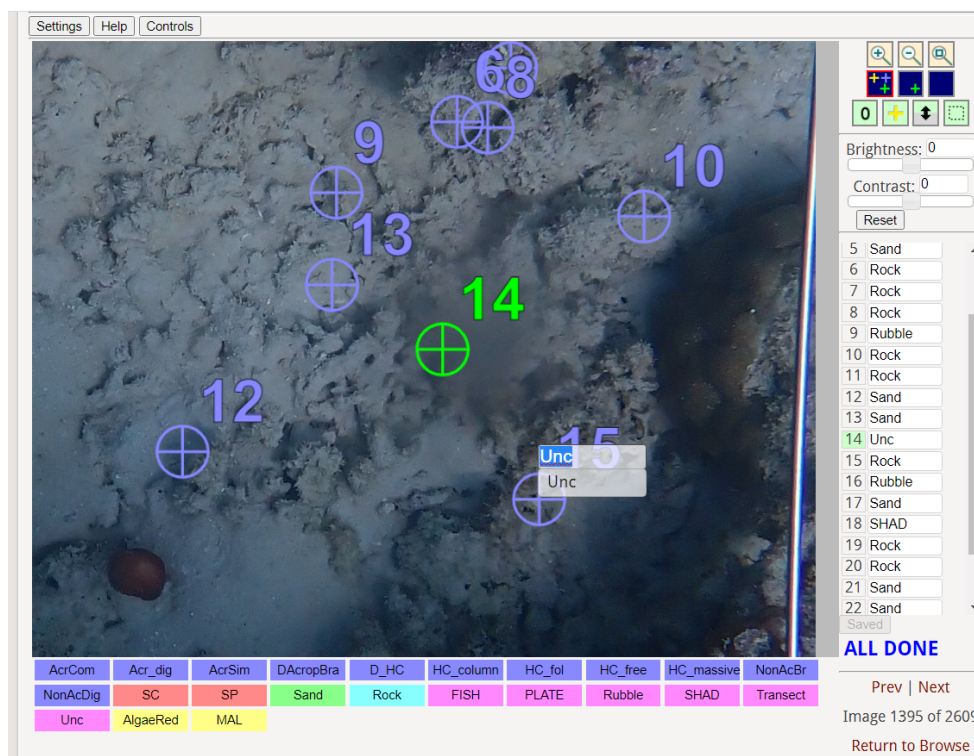 Settings Help Controls
68
9
10
13
14
12
15
Unc
Unc
0
Brightness: 0
Contrast: 0
Reset
5 Sand
6 Rock
7 Rock
8 Rock
9 Rubble
10 Rock
11 Rock
12 Sand
13 Sand
14 Unc
15 Rock
16 Rubble
17 Sand
18 SHAD
19 Rock
20 Rock
21 Sand
22 Sand
Saved
ALL DONE
Prev | Next
Image 1395 of 2609
Return to Browse
AcrCom Acr_dig AcrSim DAcropBra D_HC HC_column HC_fol HC_free HC_massive NonAcBr
NonAcDig SC SP Sand Rock FISH PLATE Rubble SHAD Transect
Unc AlgaeRed MAL